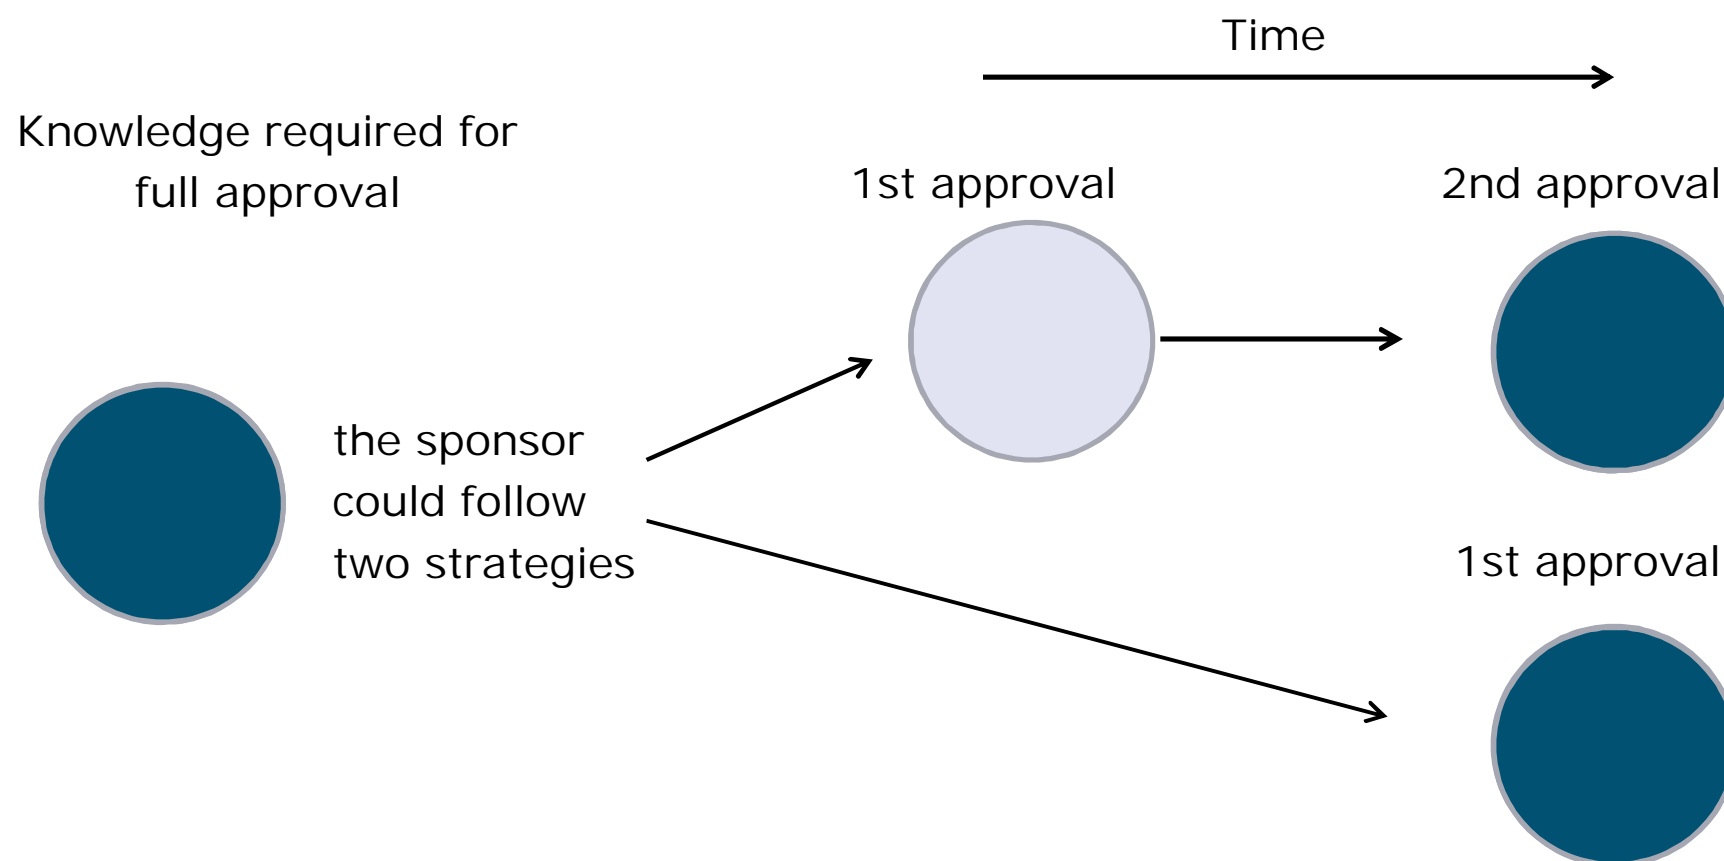 Time
Knowledge required for
full approval
1st approval
2nd approval
the sponsor
could follow
two strategies
1st approval